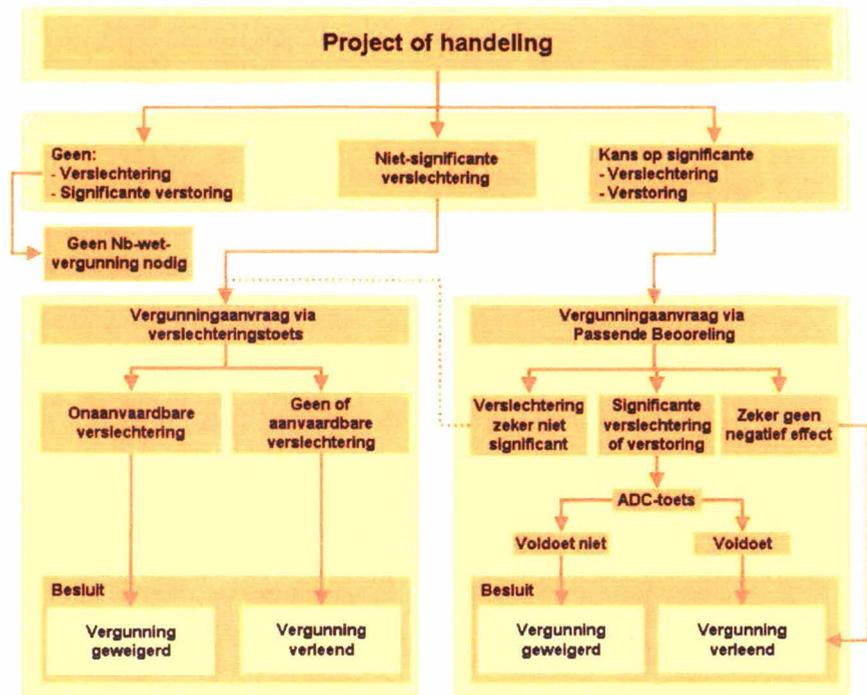 Project of handeling
Geen:
- Verslechtering
- Significante verstoring
Niet-significante
verslechtering
Kans op significante
- Verslechtering
- Verstoring
Geen Nb-wet-
vergunning nodig
Vergunningaanvraag via
verslechteringstoets
Onaanvaardbare
verslechtering
Geen of
aanvaardbare
verslechtering
Besluit
Vergunning
geweigerd
Vergunning
verleend
Vergunningaanvraag via
Passende Beooreling
Verslechtering
zeker niet
significant
Significante
verslechtering
of verstoring
Zeker geen
negatief effect
ADC-toets
Voldoet niet
Voldoet
Besluit
Vergunning
geweigerd
Vergunning
verleend